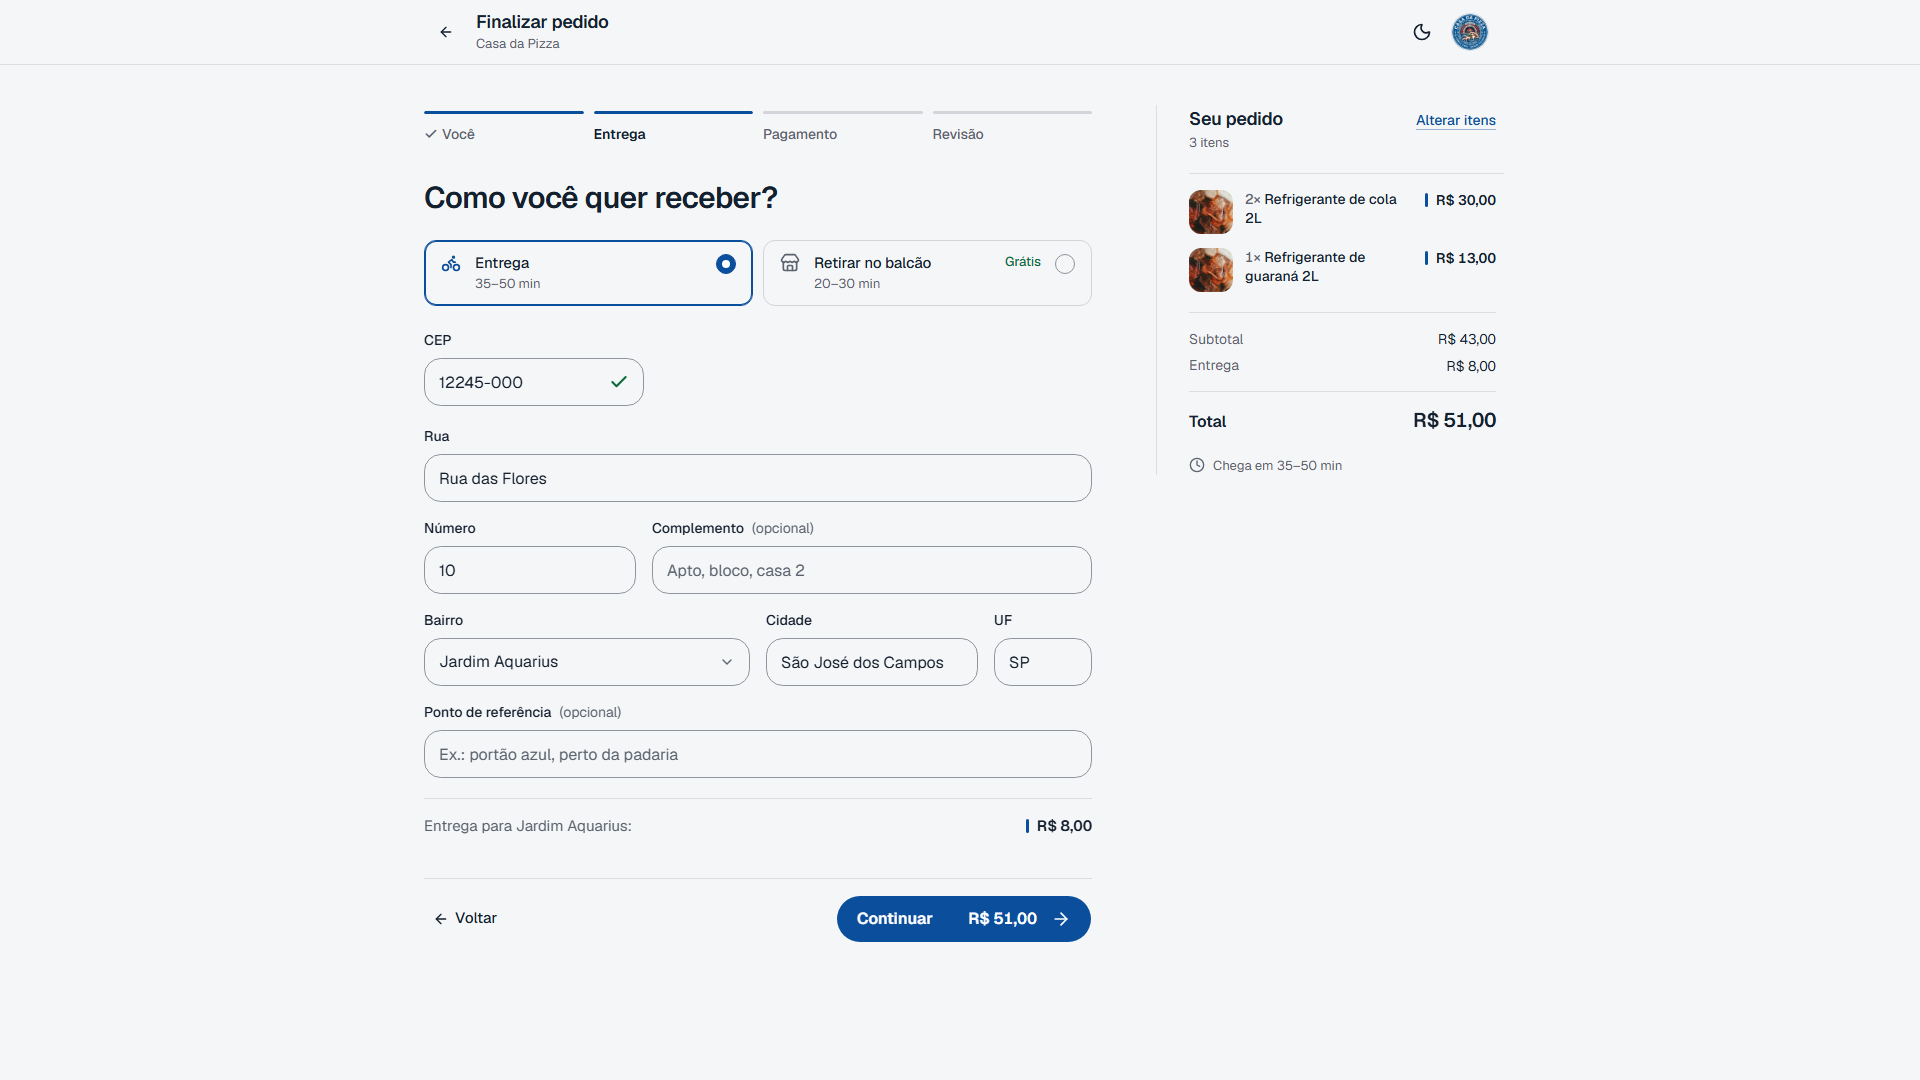 Finalizar pedido
Casa da Pizza
Você
Entrega
Pagamento
Revisão
Como você quer receber?
Entrega
35–50 min
Retirar no balcão
20–30 min
Grátis
CEP
12245-000
Rua
Rua das Flores
Número
Complemento (opcional)
10
Apto, bloco, casa 2
Bairro
Cidade
UF
Jardim Aquarius
São José dos Campos
SP
Ponto de referência (opcional)
Ex.: portão azul, perto da padaria
Entrega para Jardim Aquarius:
R$ 8,00
Voltar
Continuar R$ 51,00
Seu pedido
Alterar itens
3 itens
2× Refrigerante de cola
2L
R$ 30,00
1× Refrigerante de
guaraná 2L
R$ 13,00
Subtotal
R$ 43,00
Entrega
R$ 8,00
Total
R$ 51,00
Chega em 35–50 min